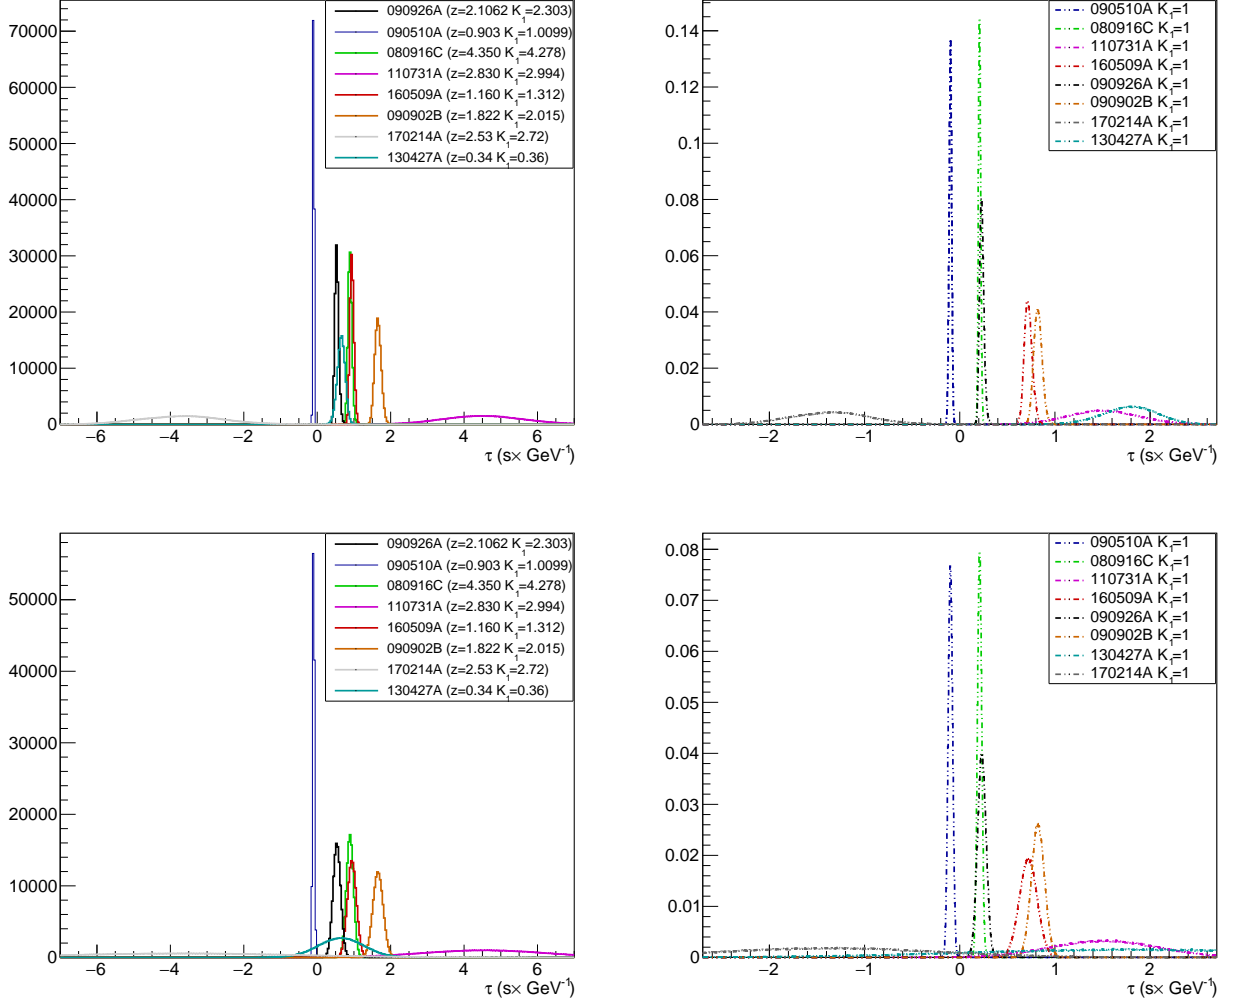 70000
60000
50000
40000
30000
20000
10000
0
−6
−4
−2
0
2
4
6
τ (s× GeV-1)
090926A (z=2.1062 K1=2.303)
090510A (z=0.903 K1=1.0099)
080916C (z=4.350 K1=4.278)
110731A (z=2.830 K1=2.994)
160509A (z=1.160 K1=1.312)
090902B (z=1.822 K1=2.015)
170214A (z=2.53 K1=2.72)
130427A (z=0.34 K1=0.36)
0.14
0.12
0.1
0.08
0.06
0.04
0.02
0
−2
−1
0
1
2
τ (s× GeV-1)
090510A K1=1
080916C K1=1
110731A K1=1
160509A K1=1
090926A K1=1
090902B K1=1
170214A K1=1
130427A K1=1
50000
40000
30000
20000
10000
0
−6
−4
−2
0
2
4
6
τ (s× GeV-1)
090926A (z=2.1062 K1=2.303)
090510A (z=0.903 K1=1.0099)
080916C (z=4.350 K1=4.278)
110731A (z=2.830 K1=2.994)
160509A (z=1.160 K1=1.312)
090902B (z=1.822 K1=2.015)
170214A (z=2.53 K1=2.72)
130427A (z=0.34 K1=0.36)
0.08
0.07
0.06
0.05
0.04
0.03
0.02
0.01
0
−2
−1
0
1
2
τ (s× GeV-1)
090510A K1=1
080916C K1=1
110731A K1=1
160509A K1=1
090926A K1=1
090902B K1=1
130427A K1=1
170214A K1=1